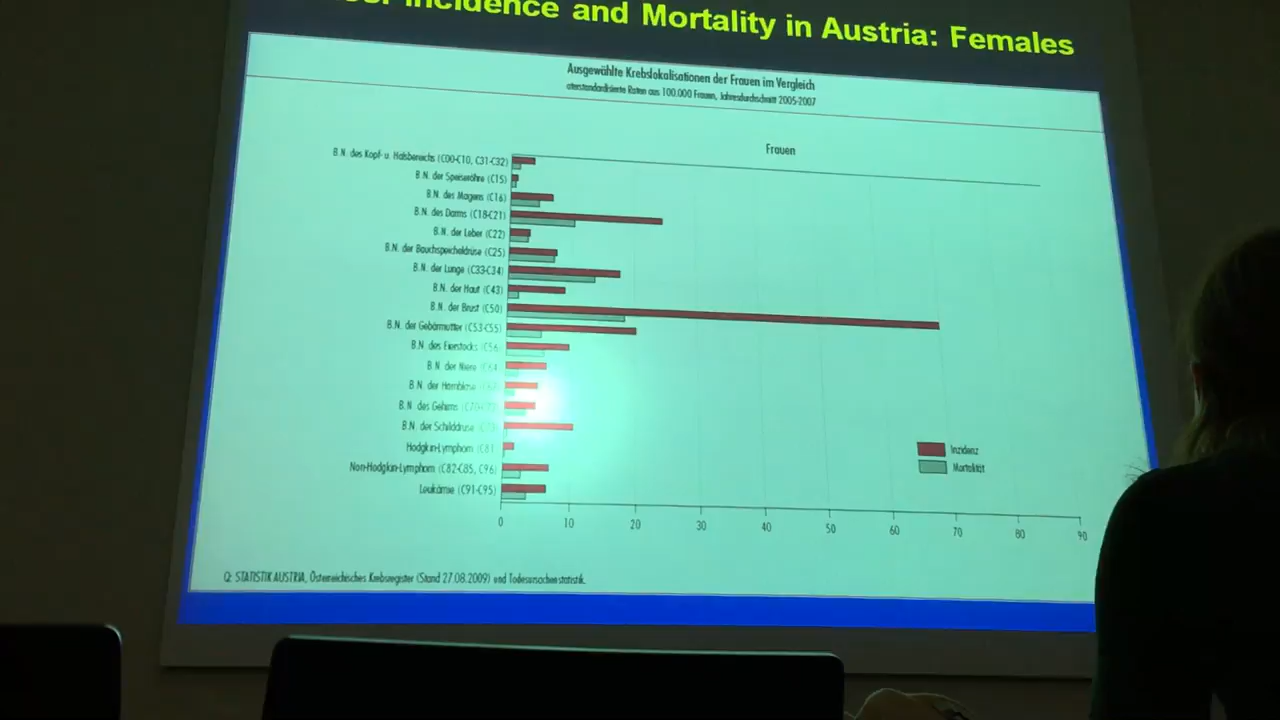 Incidence and Mortality in Austria: Females
Ausgewählte Krebslokalisationen der Frauen im Vergleich
altersstandardisierte Raten aus 100.000 Frauen, Jahresdurchschnitt 2005-2007
Frauen
B.N. des Kopf- u. Halsbereichs (C00-C10, C31-C32)
B.N. der Speiseröhre (C15)
B.N. des Magens (C16)
B.N. des Darms (C18-C21)
B.N. der Leber (C22)
B.N. der Bauchspeicheldrüse (C25)
B.N. der Lunge (C33-C34)
B.N. der Haut (C43)
B.N. der Brust (C50)
B.N. der Gebärmutter (C53-C55)
B.N. des Eierstocks (C56)
B.N. der Niere (C64)
B.N. der Harnblase
B.N. des Gehirns
B.N. der Schilddrüse
Hodgkin-Lymphom (C81)
Non-Hodgkin-Lymphom (C82-C85, C96)
Leukämie (C91-C95)
Inzidenz
Mortalität
0 10 20 30 40 50 60 70 80 90
Q: STATISTIK AUSTRIA, Österreichisches Krebsregister (Stand 27.08.2009) und Todesursachenstatistik.